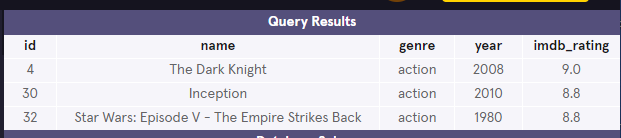 Query Results
id name genre year imdb_rating
4 The Dark Knight action 2008 9.0
30 Inception action 2010 8.8
32 Star Wars: Episode V - The Empire Strikes Back action 1980 8.8